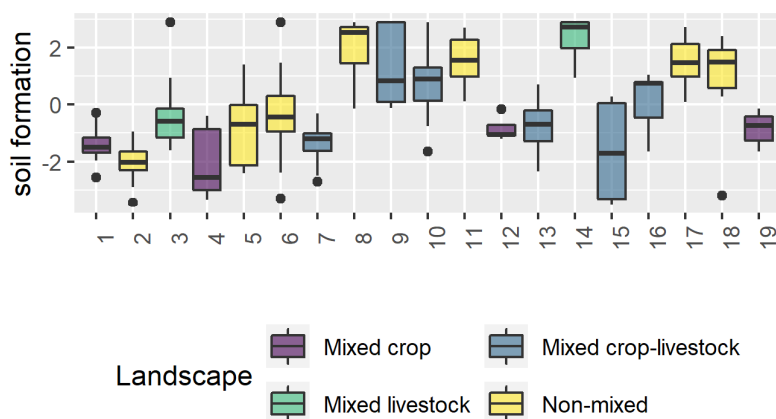 soil formation
2
0
-2
1 2 3 4 5 6 7 8 9 10 11 12 13 14 15 16 17 18 19
Landscape
Mixed crop
Mixed crop-livestock
Mixed livestock
Non-mixed